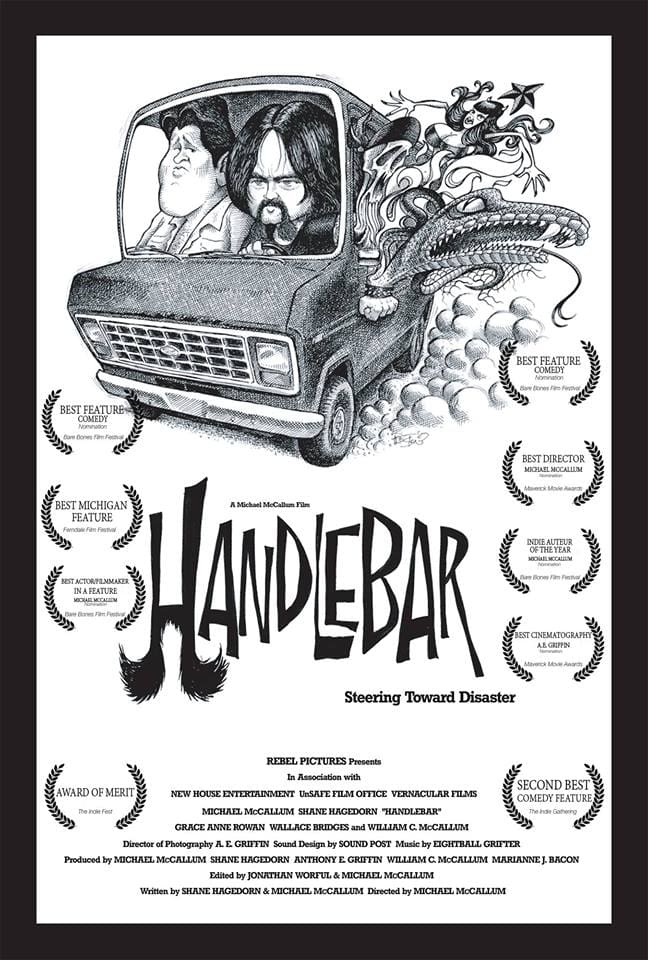 BEST FEATURE
COMEDY
Nomination
Bare Bones Film Festival
BEST FEATURE
COMEDY
Nomination
Bare Bones Film Festival
BEST DIRECTOR
MICHAEL MCCALLUM
Nomination
Maverick Movie Awards
BEST MICHIGAN
FEATURE
Ferndale Film Festival
A Michael McCallum Film
HANDLEBAR
INDIE AUTEUR
OF THE YEAR
MICHAEL MCCALLUM
Nomination
Bare Bones Film Festival
BEST ACTOR/FILMMAKER
IN A FEATURE
MICHAEL MCCALLUM
Nomination
Bare Bones Film Festival
BEST CINEMATOGRAPHY
A.E. GRIFFIN
Nomination
Maverick Movie Awards
Steering Toward Disaster
AWARD OF MERIT
The Indie Fest
SECOND BEST
COMEDY FEATURE
The Indie Gathering
REBEL PICTURES Presents
In Association with
NEW HOUSE ENTERTAINMENT UnSAFE FILM OFFICE VERNACULAR FILMS
MICHAEL McCALLUM SHANE HAGEDORN "HANDLEBAR"
GRACE ANNE ROWAN WALLACE BRIDGES and WILLIAM C. McCALLUM
Director of Photography A. E. GRIFFIN Sound Design by SOUND POST Music by EIGHTBALL GRIFTER
Produced by MICHAEL McCALLUM SHANE HAGEDORN ANTHONY E. GRIFFIN WILLIAM C. McCALLUM MARIANNE J. BACON
Edited by JONATHAN WORFUL & MICHAEL McCALLUM
Written by SHANE HAGEDORN & MICHAEL McCALLUM Directed by MICHAEL McCALLUM